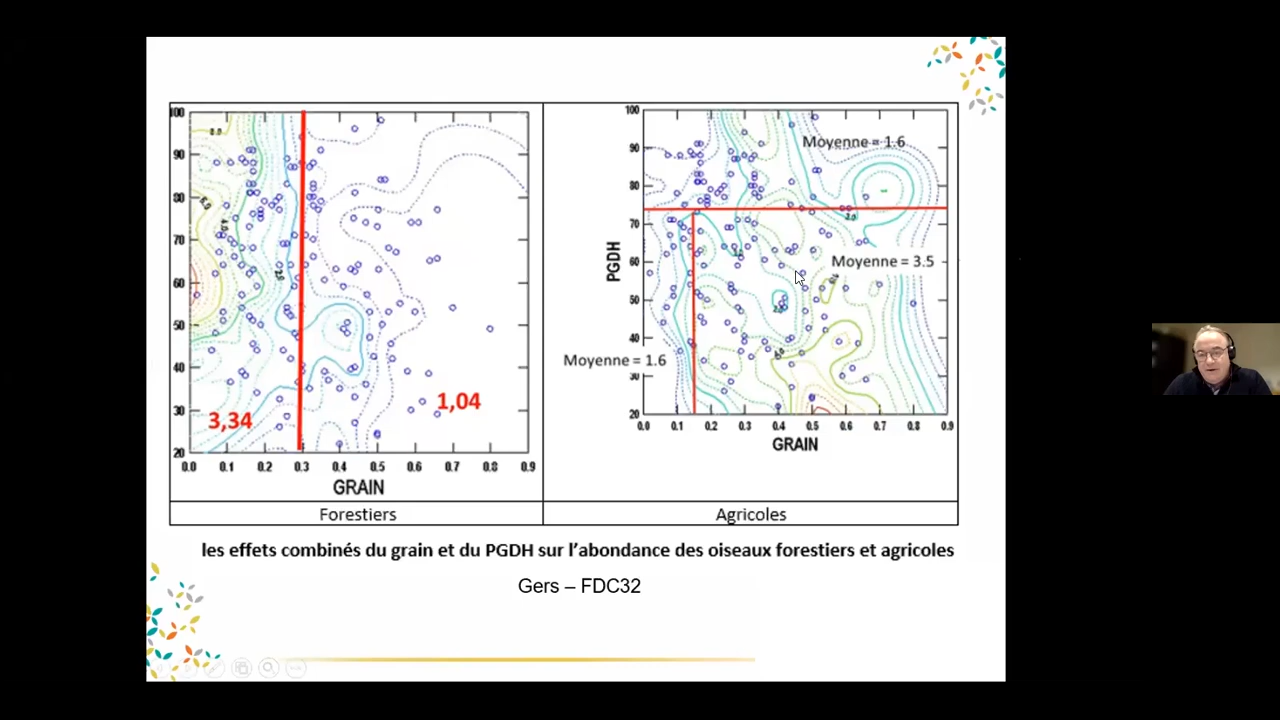 100
90
80
70
60
50
40
30
20
0.0 0.1 0.2 0.3 0.4 0.5 0.6 0.7 0.8 0.9
GRAIN
3,34
1,04
Forestiers
100
90
80
70
60
50
40
30
20
PGDH
0.0 0.1 0.2 0.3 0.4 0.5 0.6 0.7 0.8 0.9
GRAIN
Moyenne = 1.6
Moyenne = 3.5
Moyenne = 1.6
2.0
Agricoles
les effets combinés du grain et du PGDH sur l’abondance des oiseaux forestiers et agricoles
Gers – FDC32